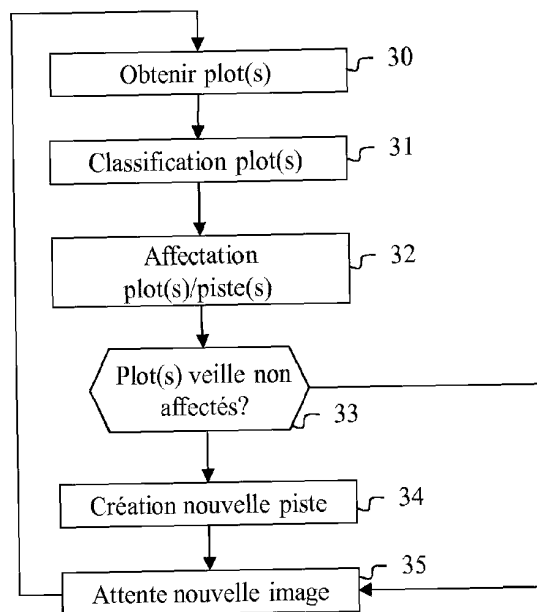 Obtenir plot(s)
30
Classification plot(s)
31
Affectation
plot(s)/piste(s)
32
Plot(s) veille non
affectés?
33
Création nouvelle piste
34
Attente nouvelle image
35